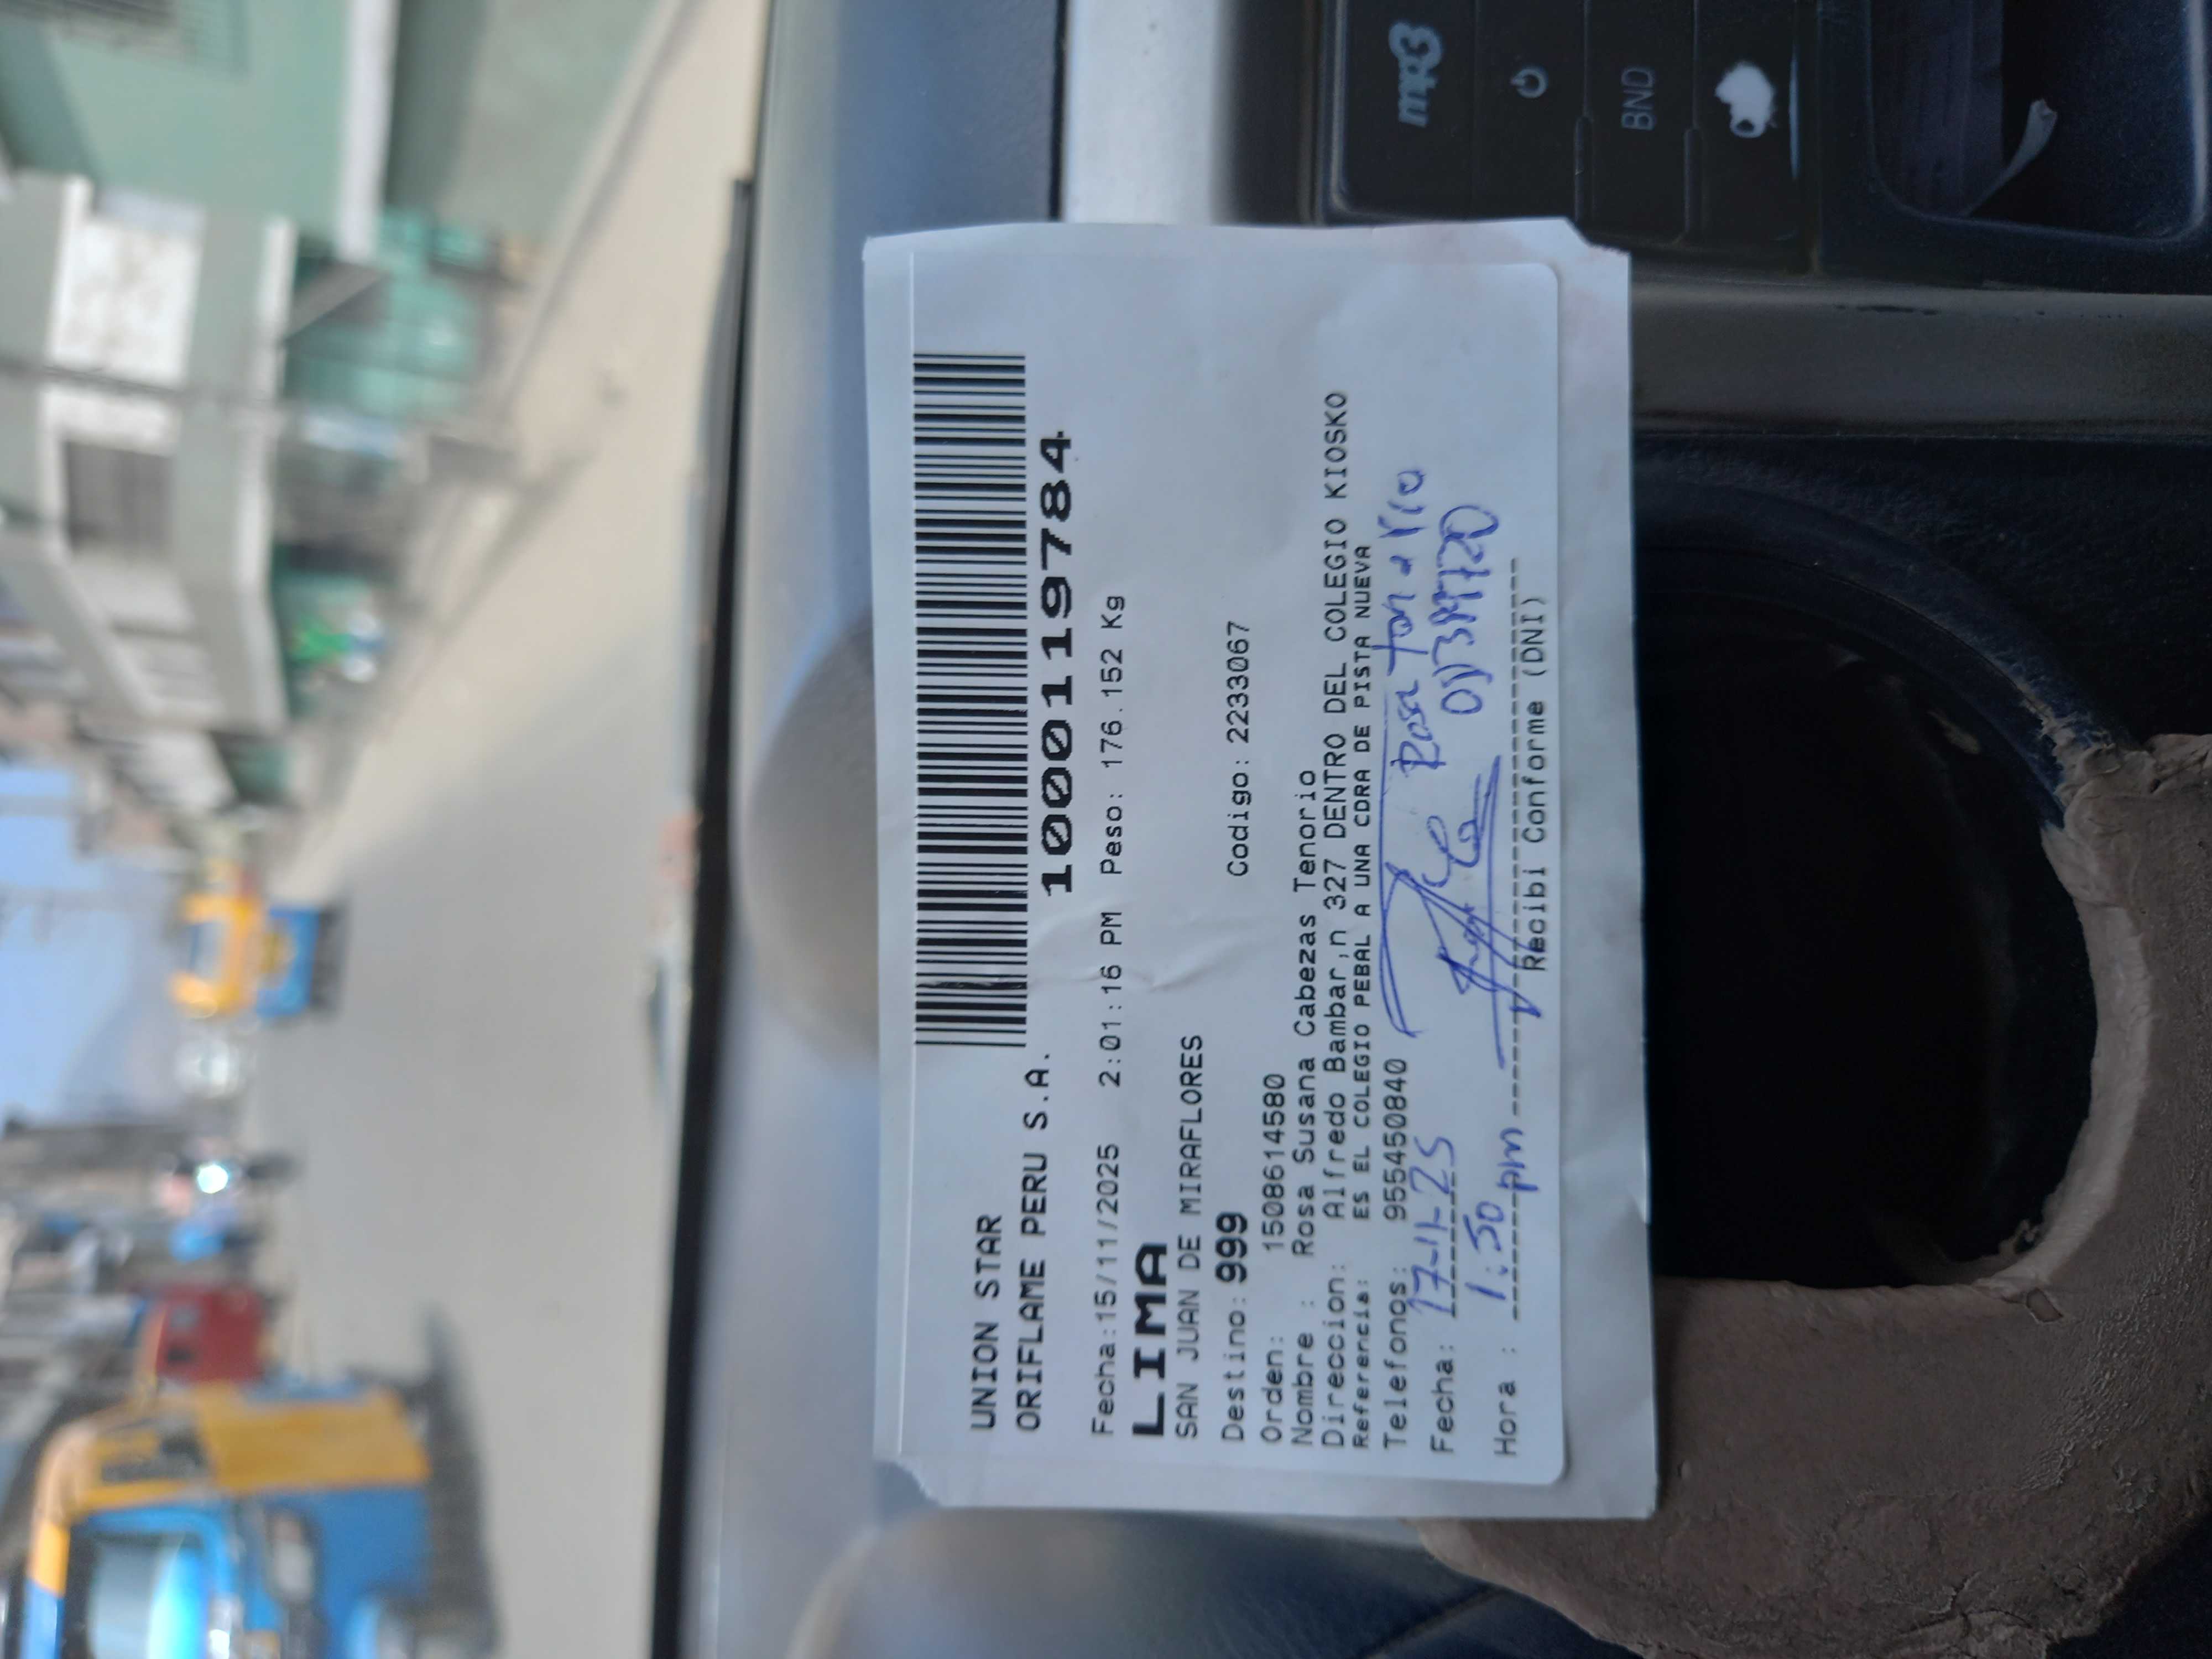 UNION STAR
ORIFLAME PERU S.A.
10001197784
Fecha:15/11/2025 2:01:16 PM Peso: 176.152 Kg
LIMA
SAN JUAN DE MIRAFLORES
Destino: 999 Codigo: 2233067
Orden: 1508614580
Nombre : Rosa Susana Cabezas Tenorio
Direccion: Alfredo Bambar,n 327 DENTRO DEL COLEGIO KIOSKO
Referencia: ES EL COLEGIO PEBAL A UNA CDRA DE PISTA NUEVA
Telefonos: 955450840
Fecha: 17-11-25 Rosa
Hora : 1:50 pm
Recibi Conforme (DNI)
mp3
BND